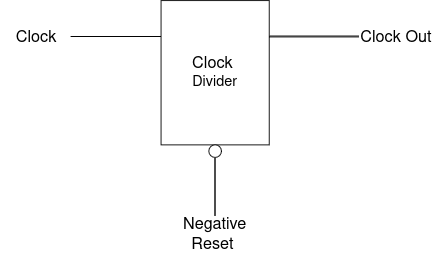 Clock
Clock Out
Clock
Divider
Negative
Reset